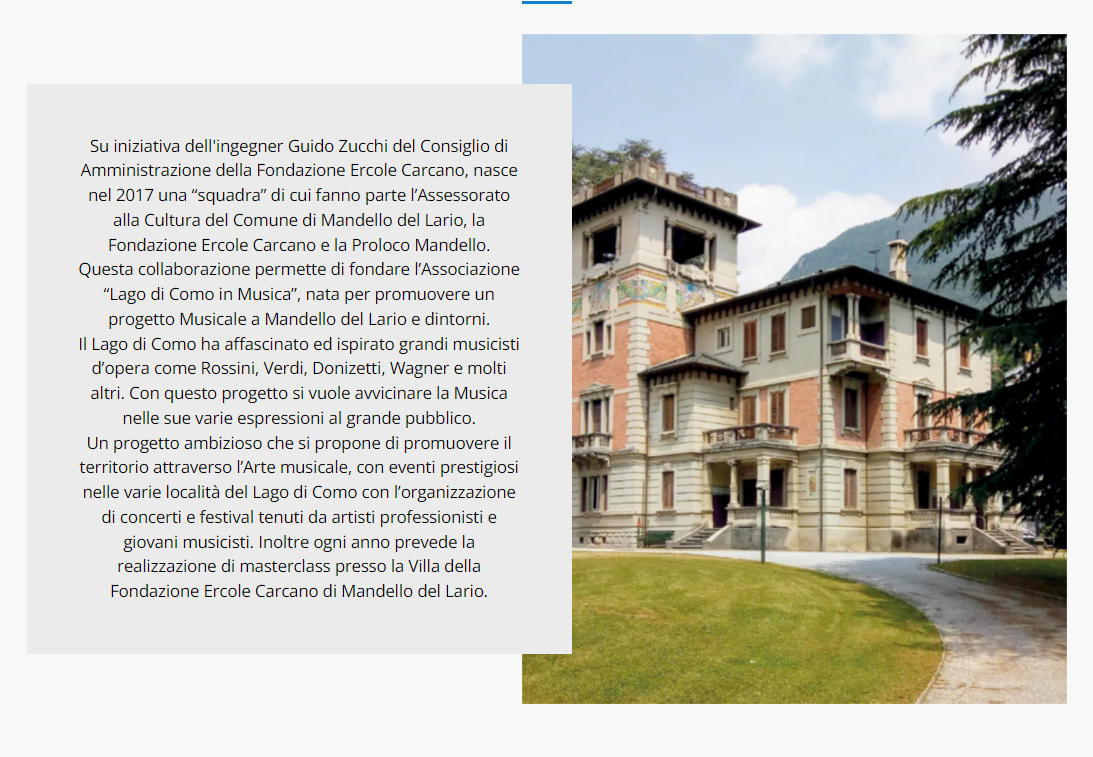 Su iniziativa dell'ingegner Guido Zucchi del Consiglio di
Amministrazione della Fondazione Ercole Carcano, nasce
nel 2017 una “squadra” di cui fanno parte l’Assessorato
alla Cultura del Comune di Mandello del Lario, la
Fondazione Ercole Carcano e la Proloco Mandello.
Questa collaborazione permette di fondare l’Associazione
“Lago di Como in Musica”, nata per promuovere un
progetto Musicale a Mandello del Lario e dintorni.
Il Lago di Como ha affascinato ed ispirato grandi musicisti
d’opera come Rossini, Verdi, Donizetti, Wagner e molti
altri. Con questo progetto si vuole avvicinare la Musica
nelle sue varie espressioni al grande pubblico.
Un progetto ambizioso che si propone di promuovere il
territorio attraverso l’Arte musicale, con eventi prestigiosi
nelle varie località del Lago di Como con l’organizzazione
di concerti e festival tenuti da artisti professionisti e
giovani musicisti. Inoltre ogni anno prevede la
realizzazione di masterclass presso la Villa della
Fondazione Ercole Carcano di Mandello del Lario.